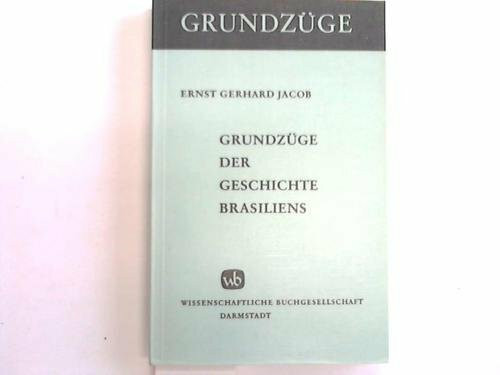 GRUNDZÜGE
ERNST GERHARD JACOB
GRUNDZÜGE
DER
GESCHICHTE
BRASILIENS
wb
WISSENSCHAFTLICHE BUCHGESELLSCHAFT
DARMSTADT